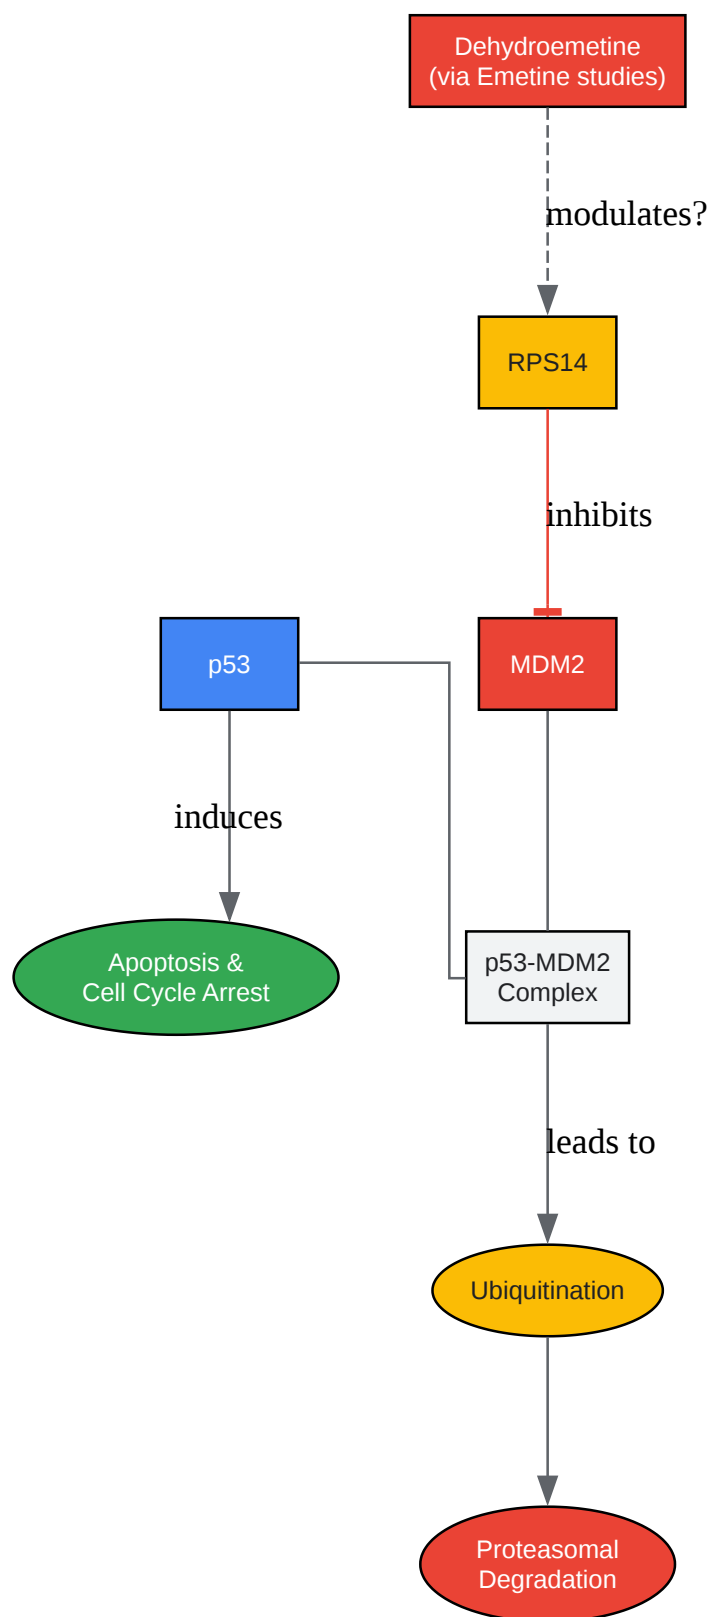 Dehydroemetine
(via Emetine studies)
modulates?
RPS14
inhibits
p53
MDM2
induces
Apoptosis &
Cell Cycle Arrest
p53-MDM2
Complex
leads to
Ubiquitination
Proteasomal
Degradation